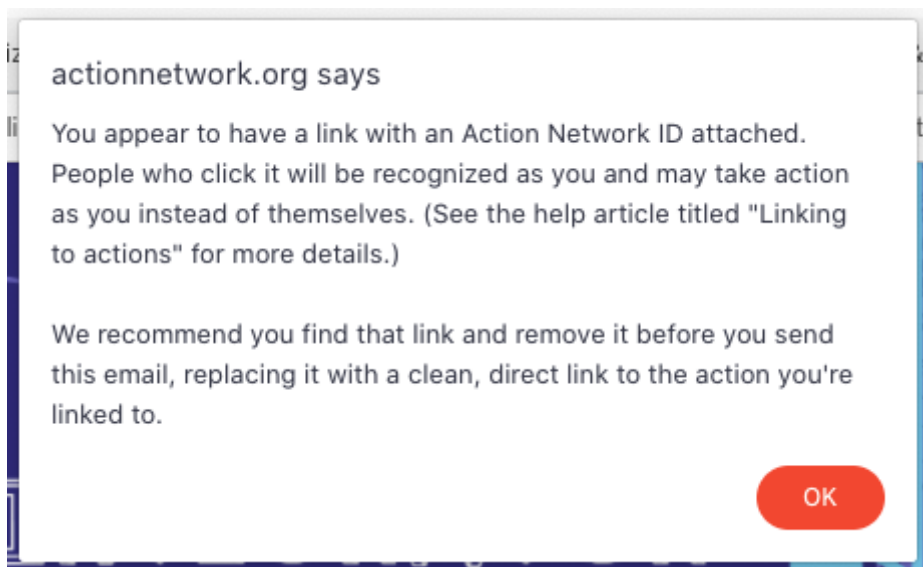 actionnetwork.org says
You appear to have a link with an Action Network ID attached.
People who click it will be recognized as you and may take action
as you instead of themselves. (See the help article titled "Linking
to actions" for more details.)
We recommend you find that link and remove it before you send
this email, replacing it with a clean, direct link to the action you're
linked to.
OK